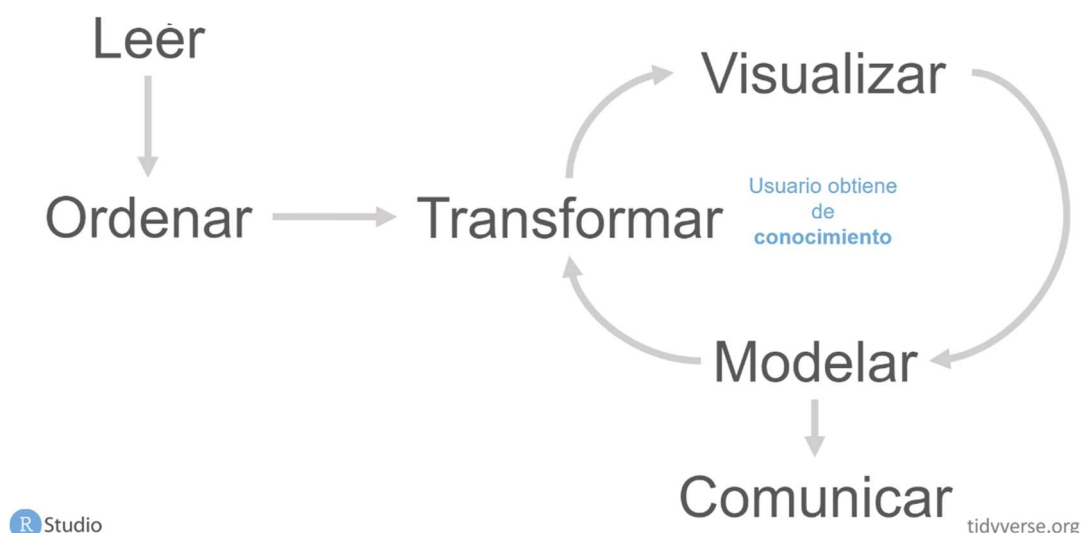 Leer
Visualizar
Ordenar
Transformar
Usuario obtiene
de
conocimiento
Modelar
Comunicar
R Studio
tidyverse.org